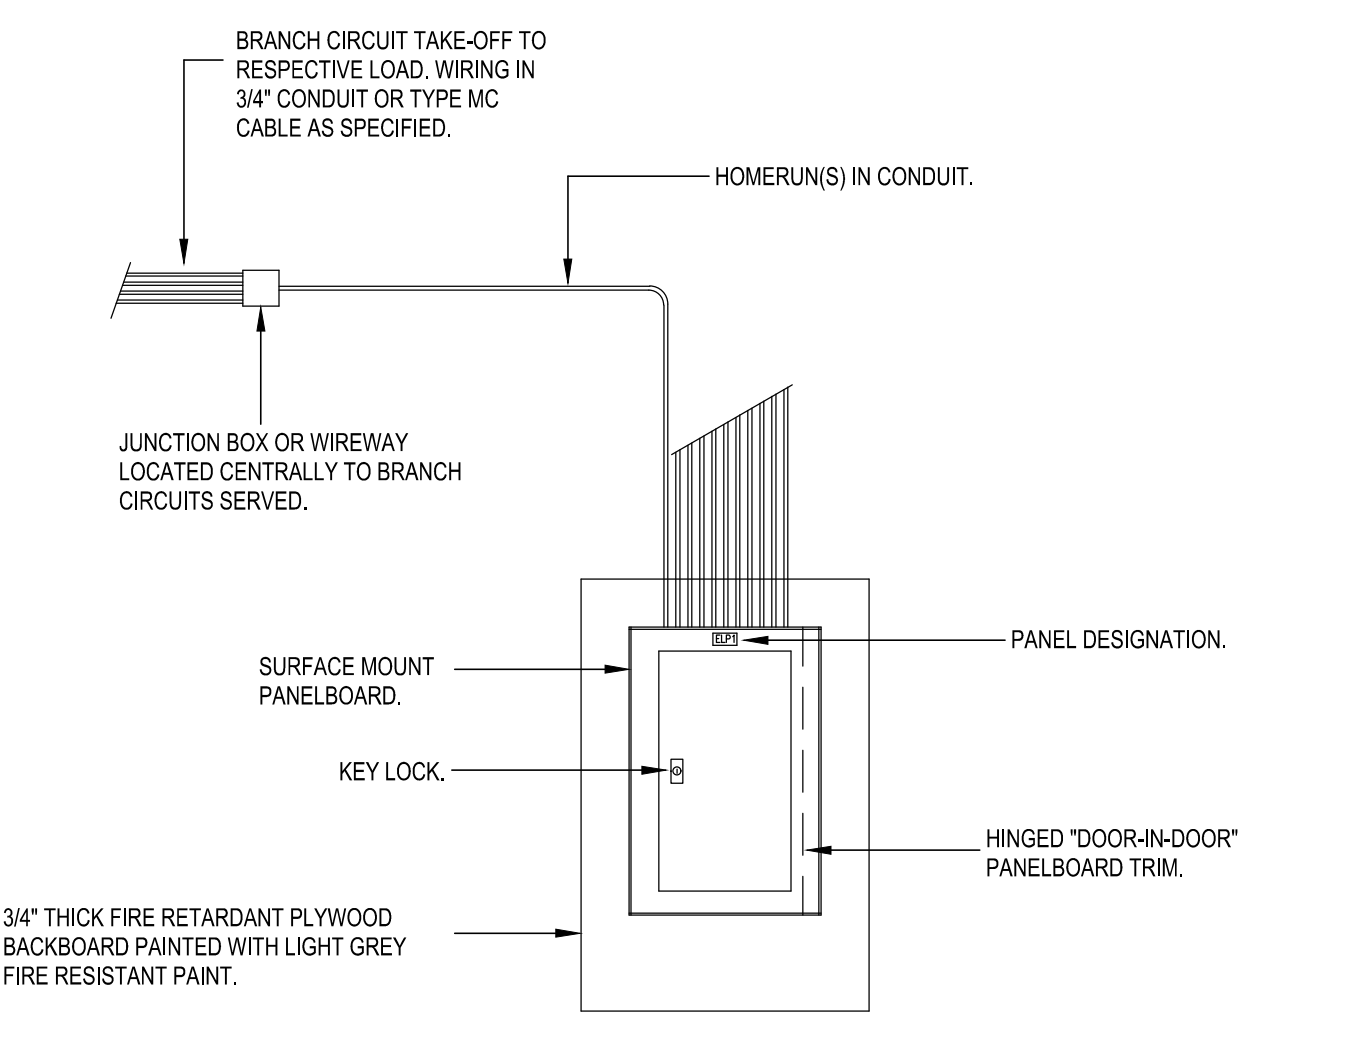 BRANCH CIRCUIT TAKE-OFF TO
RESPECTIVE LOAD. WIRING IN
3/4" CONDUIT OR TYPE MC
CABLE AS SPECIFIED.
HOMERUN(S) IN CONDUIT.
JUNCTION BOX OR WIREWAY
LOCATED CENTRALLY TO BRANCH
CIRCUITS SERVED.
ELP1
PANEL DESIGNATION.
SURFACE MOUNT
PANELBOARD.
KEY LOCK.
HINGED "DOOR-IN-DOOR"
PANELBOARD TRIM.
3/4" THICK FIRE RETARDANT PLYWOOD
BACKBOARD PAINTED WITH LIGHT GREY
FIRE RESISTANT PAINT.